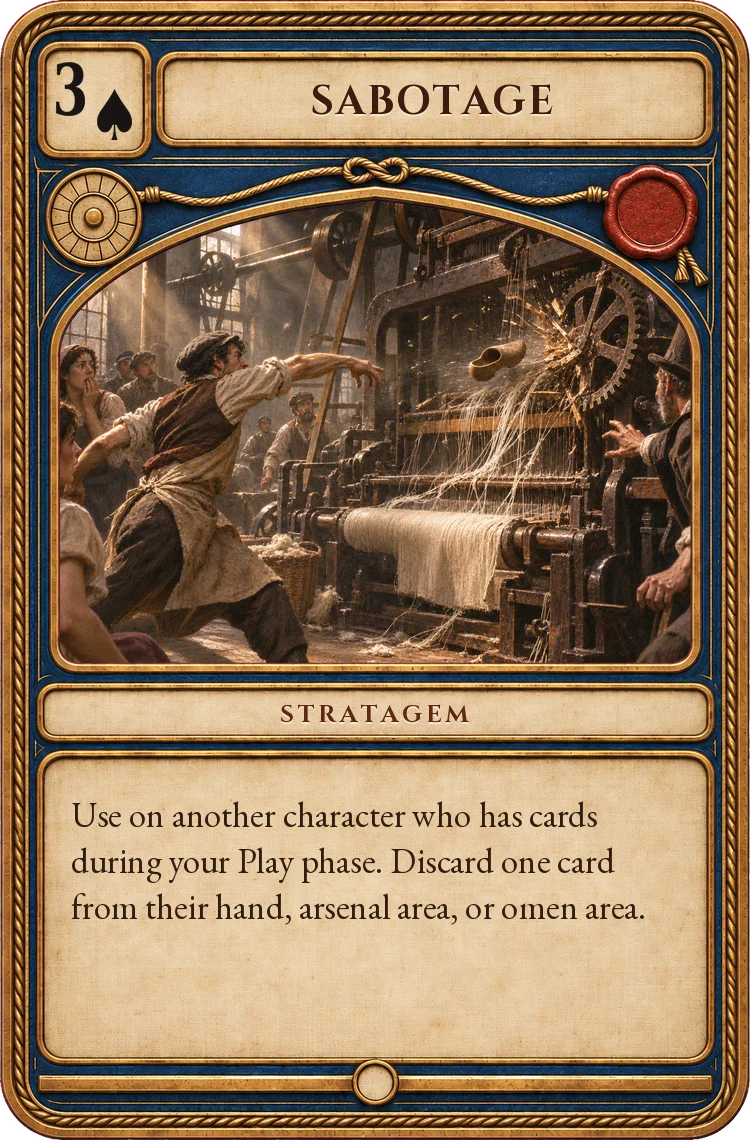 3♠
SABOTAGE
STRATAGEM
Use on another character who has cards
during your Play phase. Discard one card
from their hand, arsenal area, or omen area.